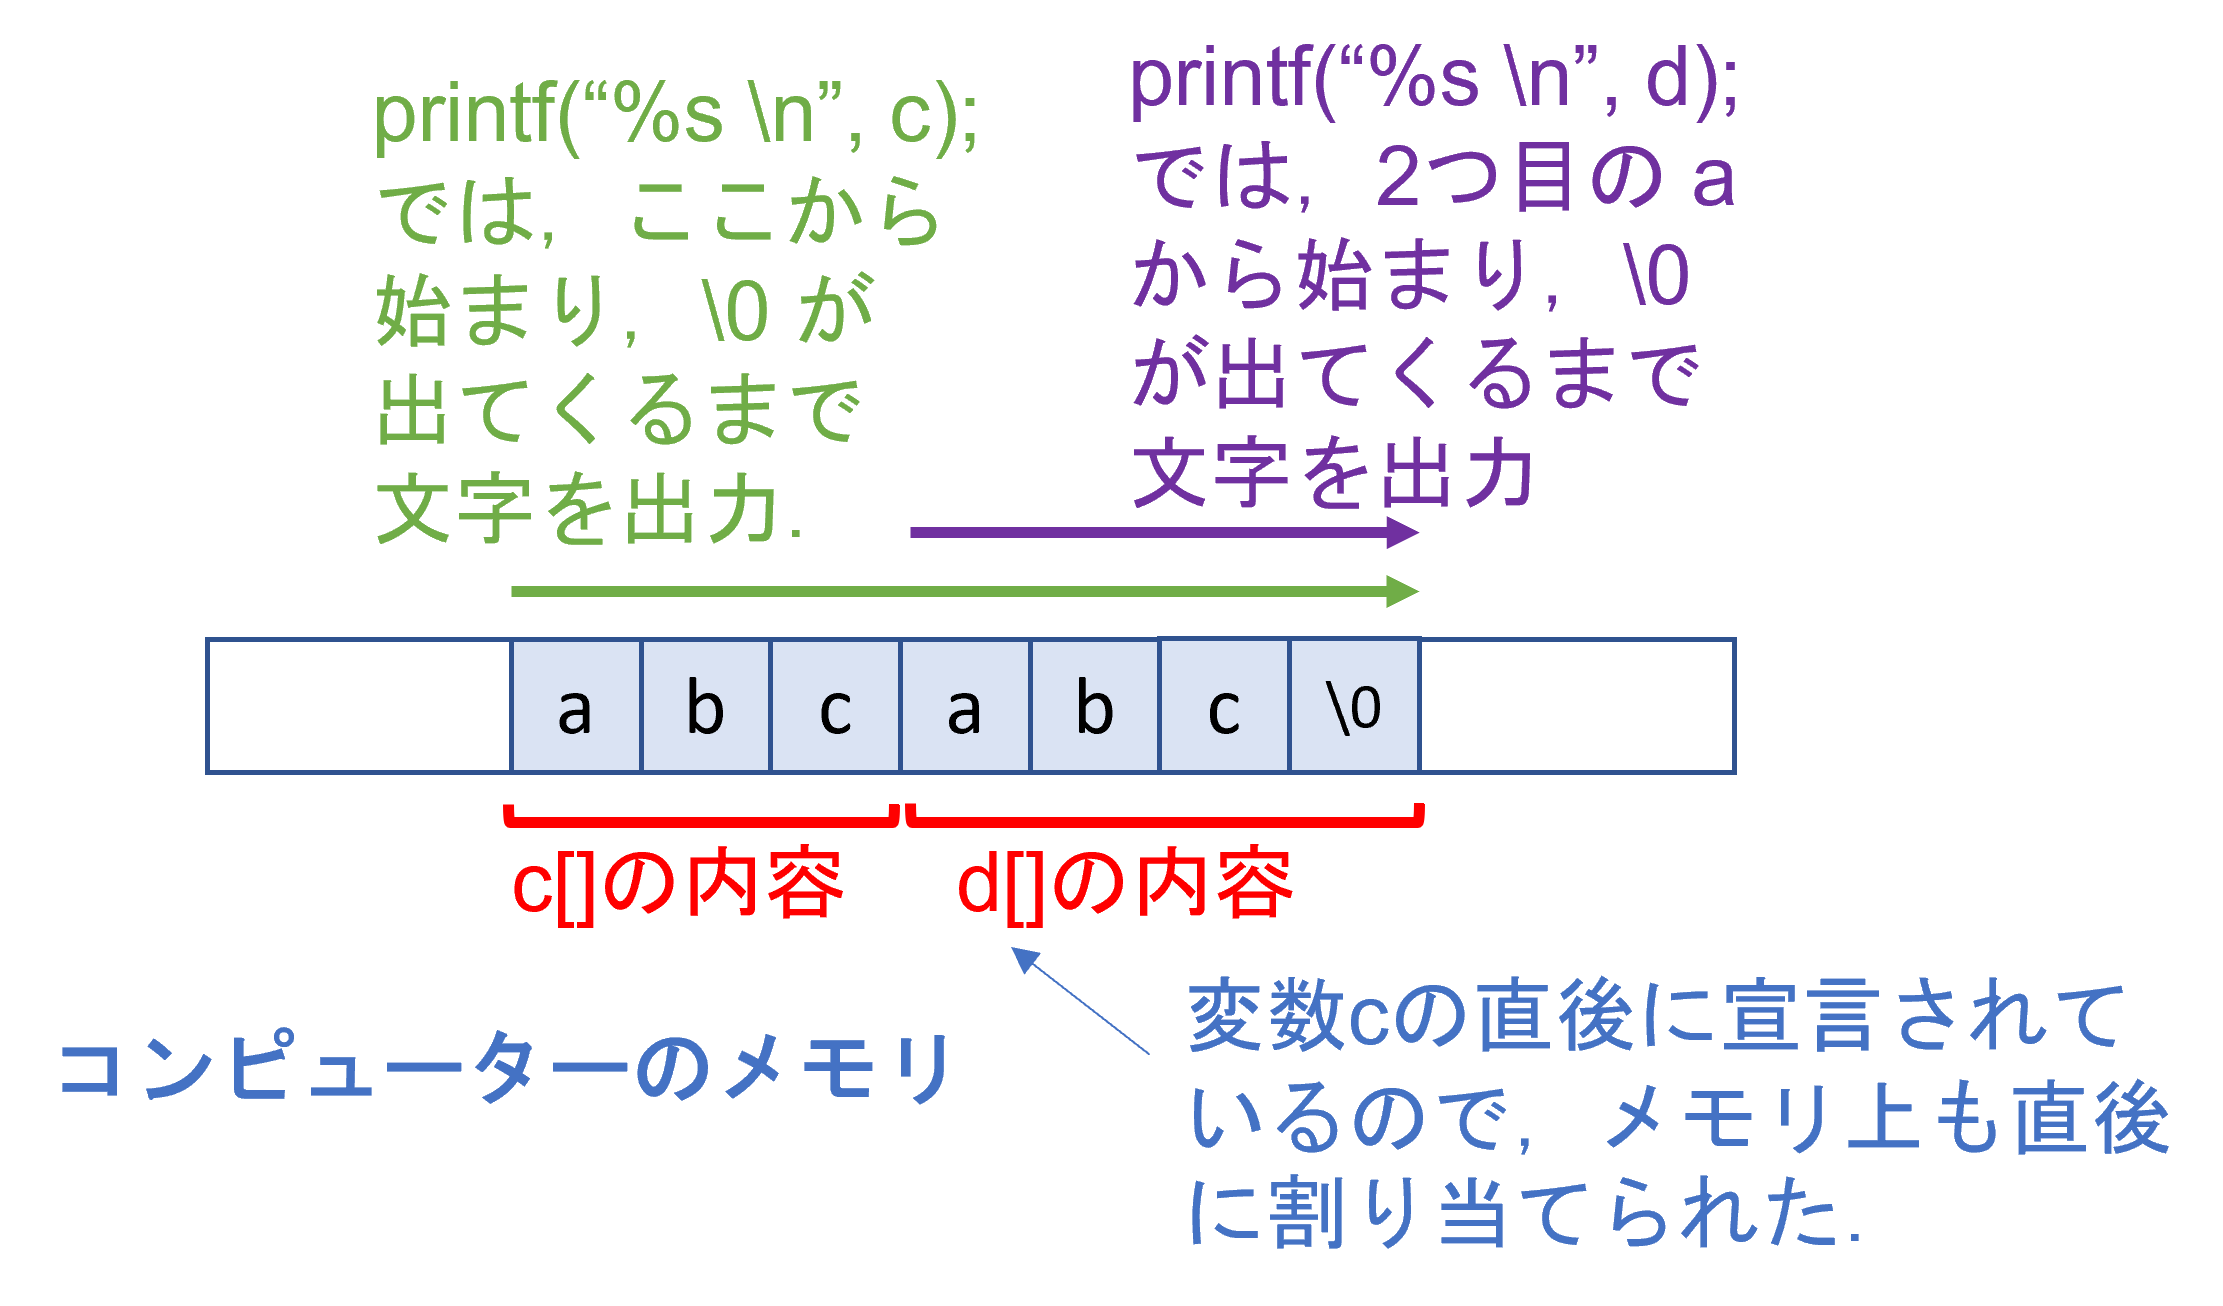 printf(“%s \n”, c);
では，ここから
始まり，\0 が
出てくるまで
文字を出力．
printf(“%s \n”, d);
では，2つ目の a
から始まり，\0
が出てくるまで
文字を出力
a b c a b c \0
c[]の内容
d[]の内容
コンピューターのメモリ
変数cの直後に宣言されて
いるので，メモリ上も直後
に割り当てられた．